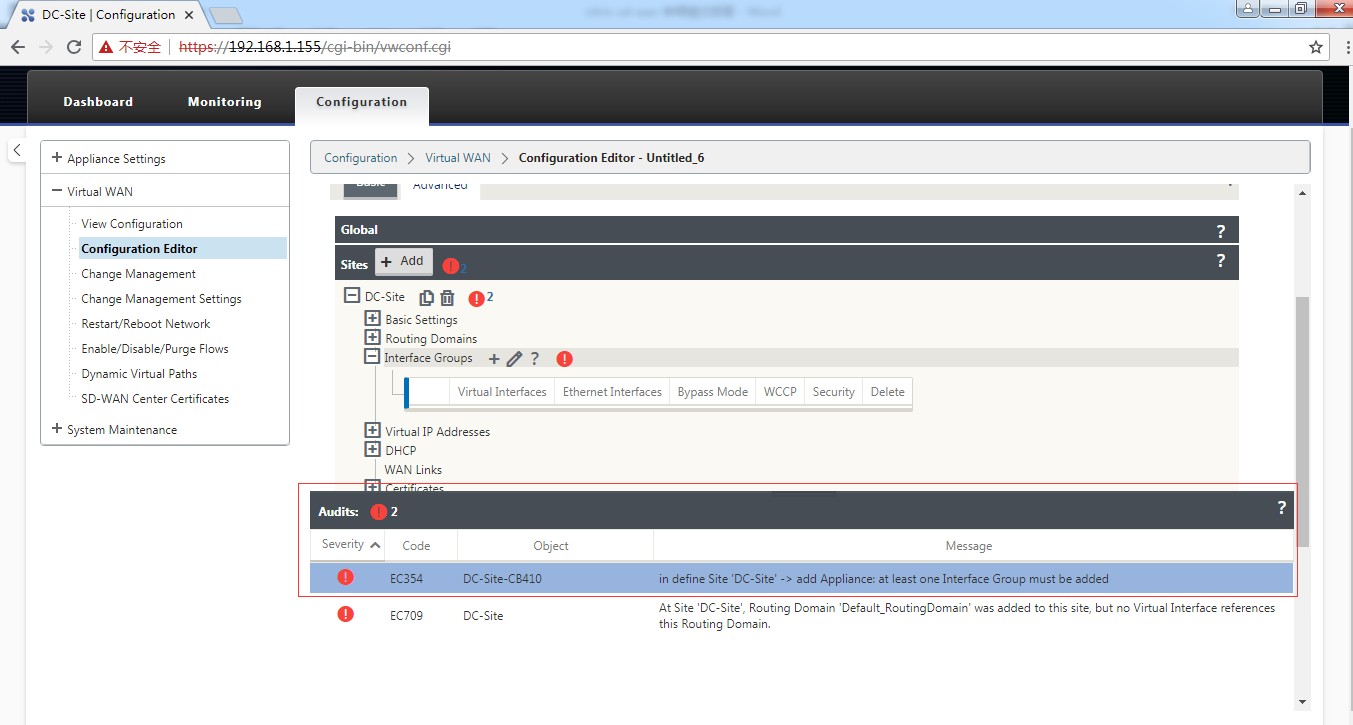 DC-Site | Configuration
不安全 https://192.168.1.155/cgi-bin/vwconf.cgi
Dashboard Monitoring Configuration
+ Appliance Settings
− Virtual WAN
View Configuration
Configuration Editor
Change Management
Change Management Settings
Restart/Reboot Network
Enable/Disable/Purge Flows
Dynamic Virtual Paths
SD-WAN Center Certificates
+ System Maintenance
Configuration > Virtual WAN > Configuration Editor - Untitled_6
Basic Advanced
Global ?
Sites + Add ! 2 ?
DC-Site ! 2
Basic Settings
Routing Domains
Interface Groups + ? !
Virtual Interfaces Ethernet Interfaces Bypass Mode WCCP Security Delete
Virtual IP Addresses
DHCP
WAN Links
Certificates
Audits: ! 2 ?
Severity Code Object Message
! EC354 DC-Site-CB410 in define Site 'DC-Site' -> add Appliance: at least one Interface Group must be added
! EC709 DC-Site At Site 'DC-Site', Routing Domain 'Default_RoutingDomain' was added to this site, but no Virtual Interface references
this Routing Domain.